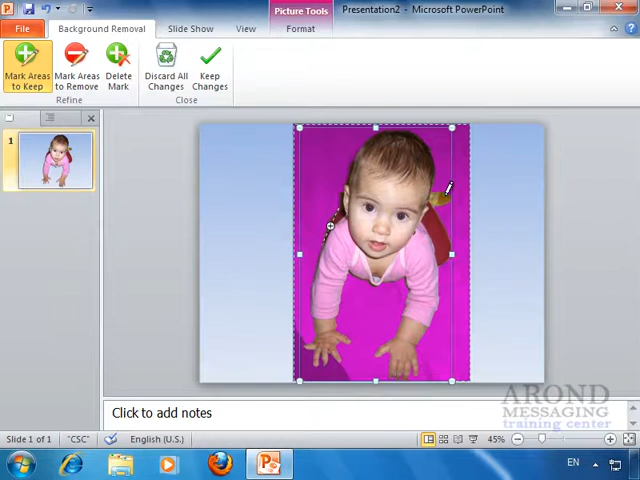 Picture Tools
Presentation2 - Microsoft PowerPoint
File
Background Removal
Slide Show
View
Format
Mark Areas to Keep
Mark Areas to Remove
Delete Mark
Discard All Changes
Keep Changes
Refine
Close
1
Click to add notes
AROND
MESSAGING
training center
Slide 1 of 1
"CSC"
English (U.S.)
45%
EN